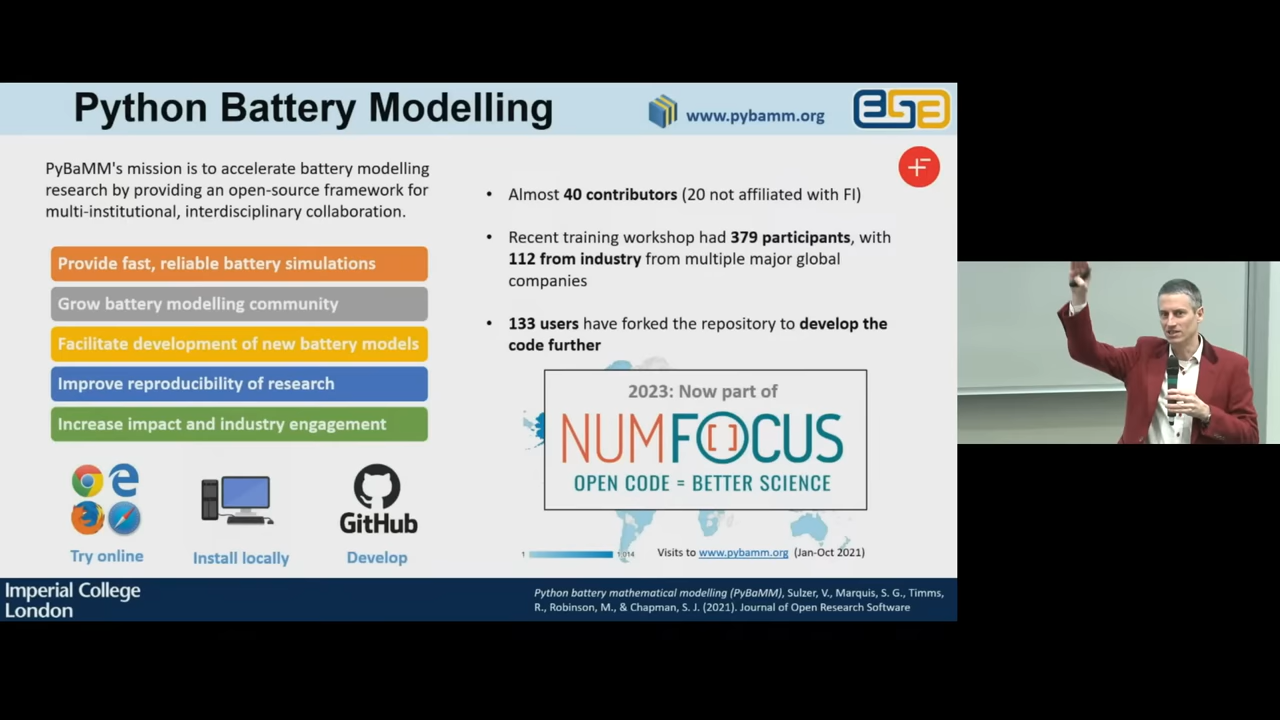 Python Battery Modelling
www.pybamm.org
PyBaMM's mission is to accelerate battery modelling
research by providing an open-source framework for
multi-institutional, interdisciplinary collaboration.
Provide fast, reliable battery simulations
Grow battery modelling community
Facilitate development of new battery models
Improve reproducibility of research
Increase impact and industry engagement
Try online
Install locally
GitHub
Develop
• Almost 40 contributors (20 not affiliated with FI)
• Recent training workshop had 379 participants, with
112 from industry from multiple major global
companies
• 133 users have forked the repository to develop the
code further
2023: Now part of
NUMFOCUS
OPEN CODE = BETTER SCIENCE
1
Visits to www.pybamm.org (Jan-Oct 2021)
Imperial College
London
Python battery mathematical modelling (PyBaMM), Sulzer, V., Marquis, S. G., Timms,
R., Robinson, M., & Chapman, S. J. (2021). Journal of Open Research Software